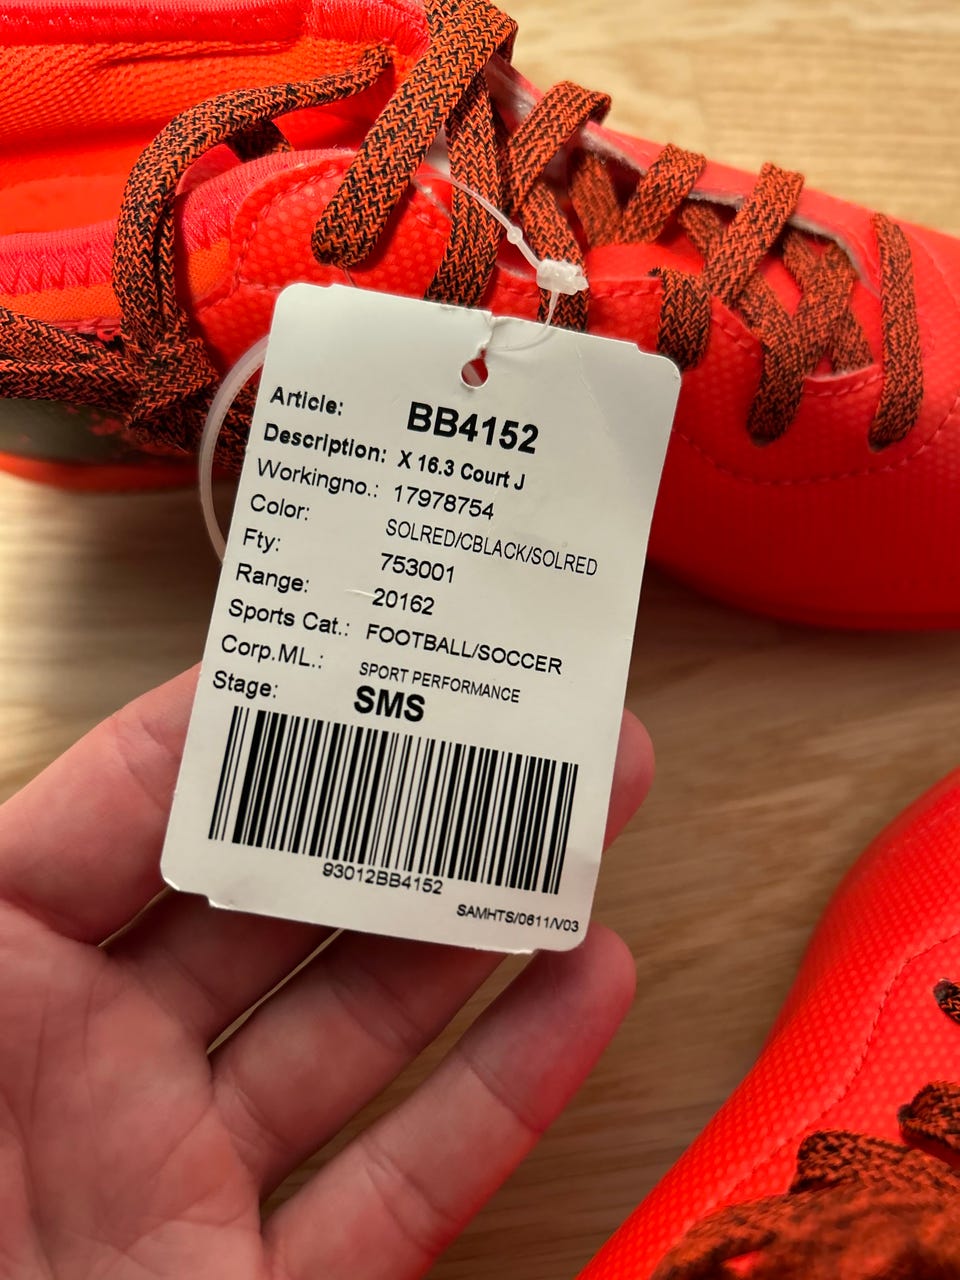 Article: BB4152
Description: X 16.3 Court J
Workingno.: 17978754
Color: SOLRED/CBLACK/SOLRED
Fty: 753001
Range: 20162
Sports Cat.: FOOTBALL/SOCCER
Corp.ML.: SPORT PERFORMANCE
Stage: SMS
93012BB4152
SAMHTS/0611/V03